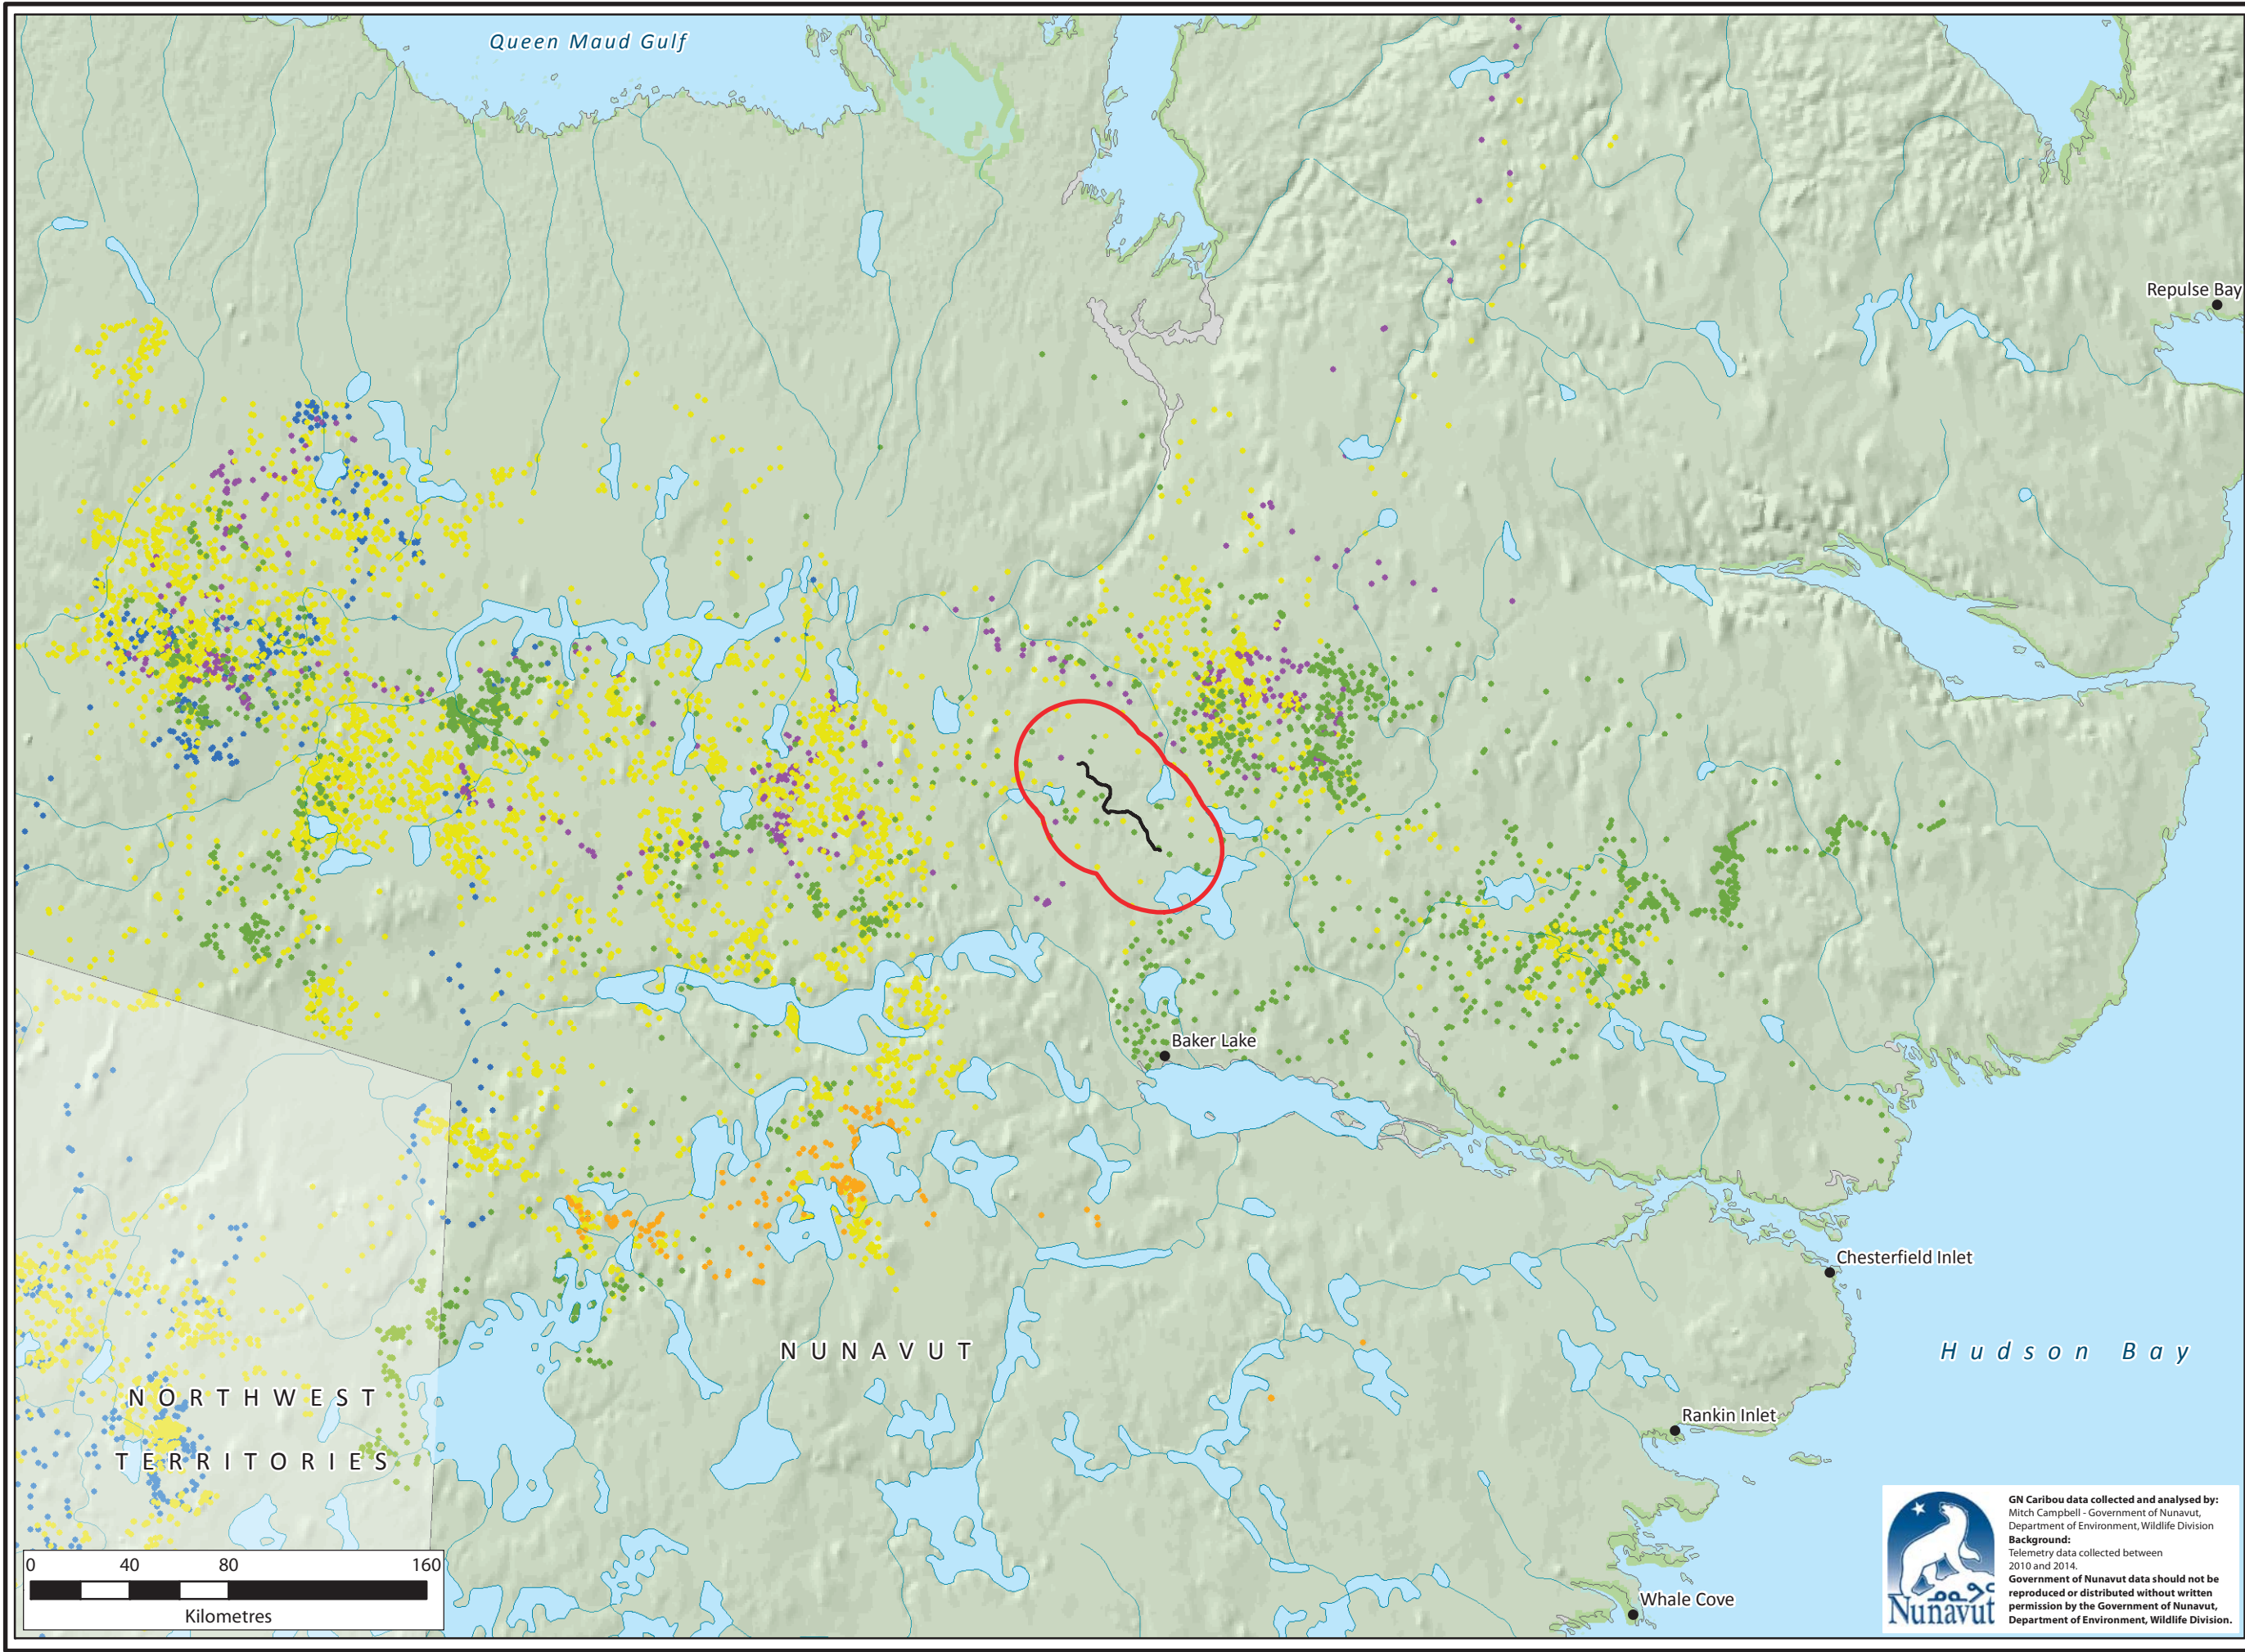 Queen Maud Gulf
Repulse Bay
Baker Lake
Chesterfield Inlet
NUNAVUT
Hudson Bay
NORTHWEST
TERRITORIES
Rankin Inlet
Whale Cove
0 40 80 160
Kilometres
ᓄᓇᕗᑦ
Nunavut
GN Caribou data collected and analysed by:
Mitch Campbell - Government of Nunavut,
Department of Environment, Wildlife Division
Background:
Telemetry data collected between
2010 and 2014.
Government of Nunavut data should not be
reproduced or distributed without written
permission by the Government of Nunavut,
Department of Environment, Wildlife Division.